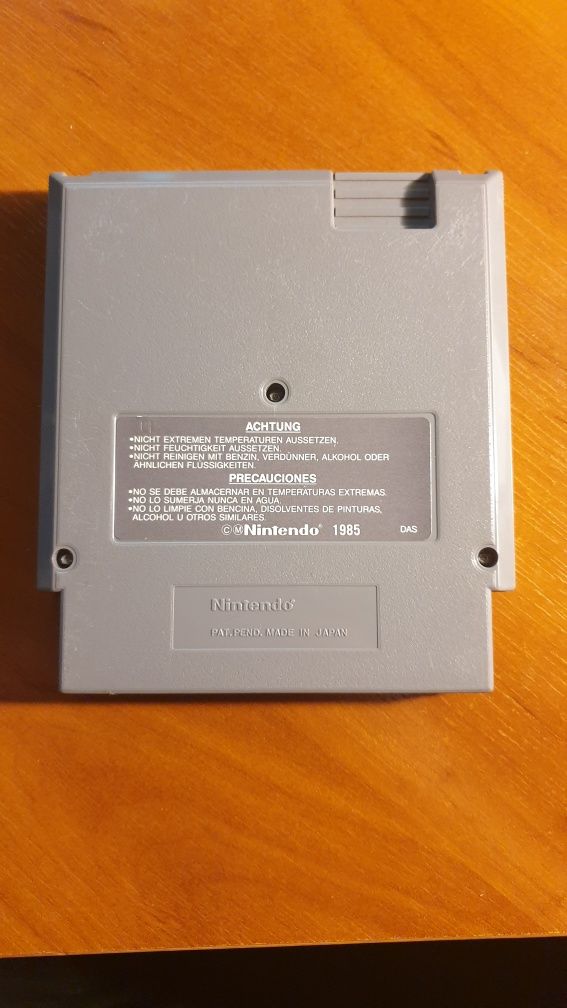 ACHTUNG
•NICHT EXTREMEN TEMPERATUREN AUSSETZEN.
•NICHT FEUCHTIGKEIT AUSSETZEN.
•NICHT REINIGEN MIT BENZIN, VERDÜNNER, ALKOHOL ODER
ÄHNLICHEN FLÜSSIGKEITEN.
PRECAUCIONES
•NO SE DEBE ALMACERNAR EN TEMPERATURAS EXTREMAS.
•NO LO SUMERJA NUNCA EN AGUA.
•NO LO LIMPIE CON BENCINA, DISOLVENTES DE PINTURAS,
ALCOHOL U OTROS SIMILARES.
©ⓂNintendo® 1985 DAS
Nintendo®
PAT. PEND. MADE IN JAPAN